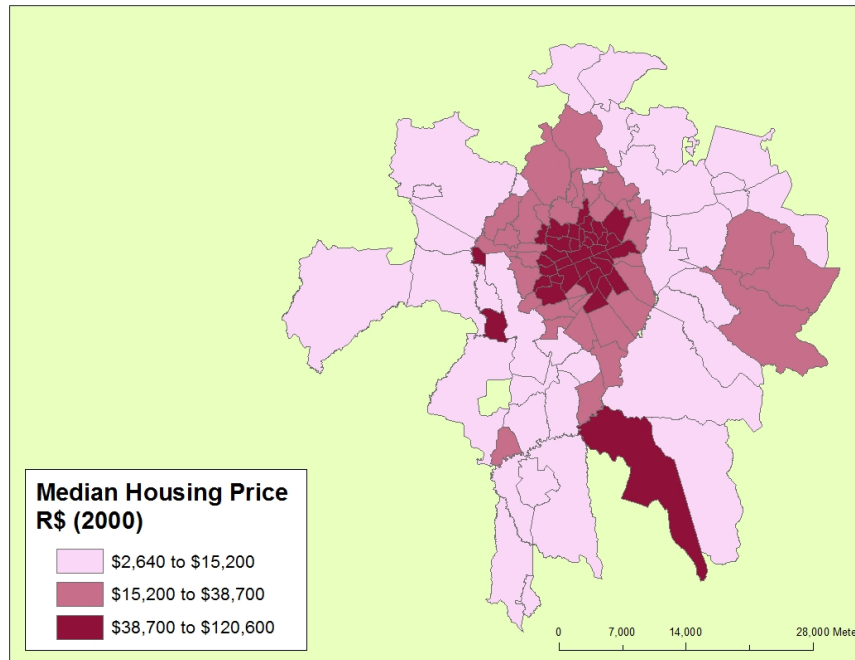 Median Housing Price
R$ (2000)
$2,640 to $15,200
$15,200 to $38,700
$38,700 to $120,600
0 7,000 14,000 28,000 Mete